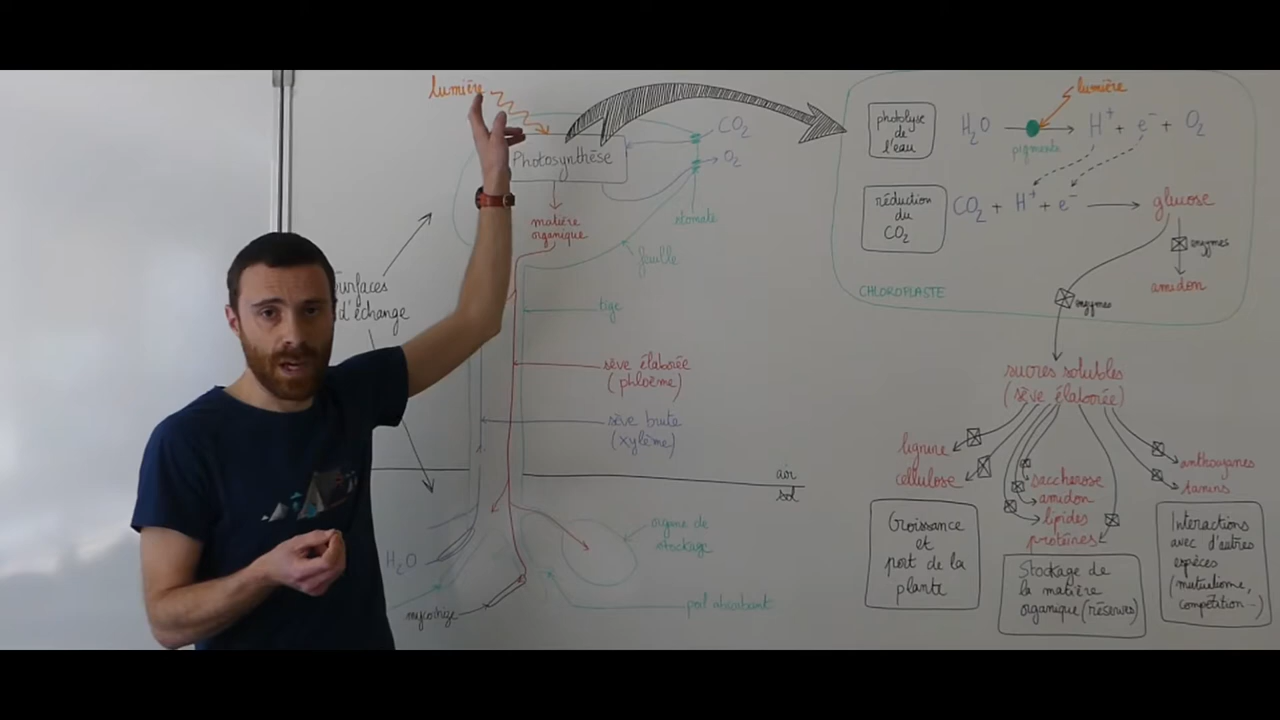 lumière
CO₂
O₂
Photosynthèse
stomate
matière
organique
feuille
Surfaces
d'échange
tige
sève élaborée
(phloème)
sève brute
(xylème)
air
sol
organe de
stockage
H₂O
mycorhize
poil absorbant
photolyse
de
l'eau
H₂O
pigments
lumière
H⁺ + e⁻ + O₂
réduction
du
CO₂
CO₂ + H⁺ + e⁻
glucose
enzymes
amidon
CHLOROPLASTE
enzymes
sucres solubles
(sève élaborée)
lignine
cellulose
saccharose
amidon
lipides
protéines
anthocyanes
tanins
Croissance
et
port de la
plante
Stockage de
la matière
organique (réserves)
Interactions
avec d'autres
espèces
(mutualisme,
compétition...)